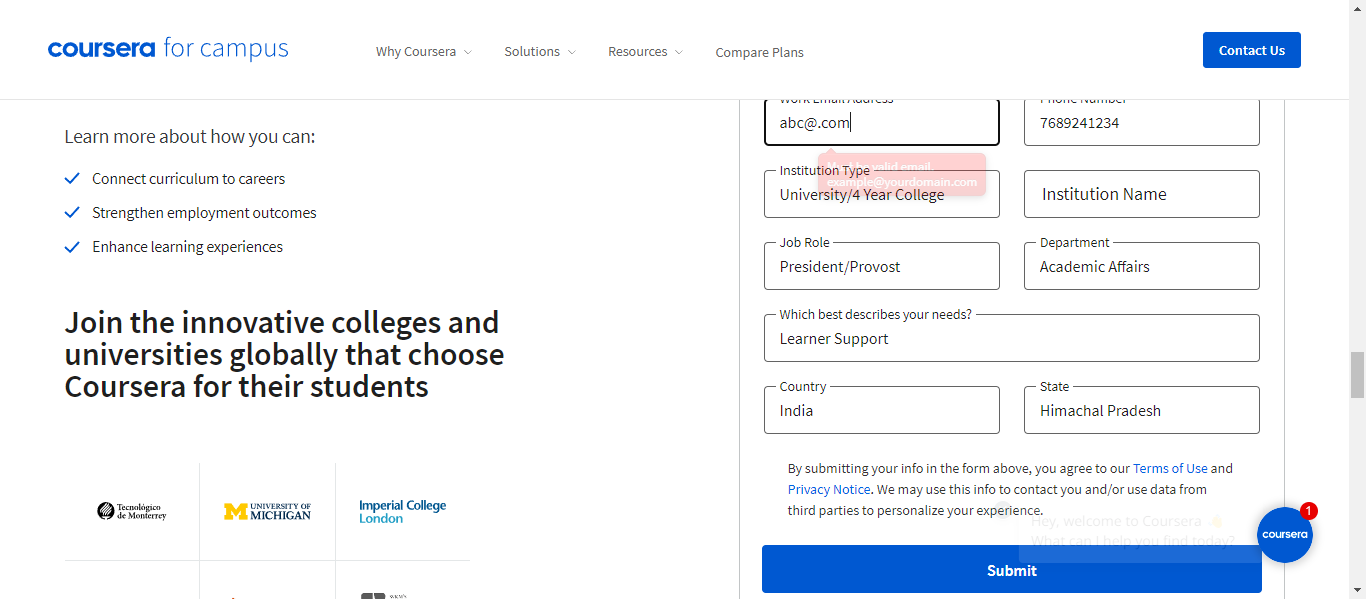 coursera for campus
Why Coursera
Solutions
Resources
Compare Plans
Contact Us
Learn more about how you can:
Connect curriculum to careers
Strengthen employment outcomes
Enhance learning experiences
Join the innovative colleges and
universities globally that choose
Coursera for their students
Tecnológico
de Monterrey
M UNIVERSITY OF
MICHIGAN
Imperial College
London
Work Email Address
abc@.com
Phone Number
7689241234
Must be valid email.
example@yourdomain.com
Institution Type
University/4 Year College
Institution Name
Job Role
President/Provost
Department
Academic Affairs
Which best describes your needs?
Learner Support
Country
India
State
Himachal Pradesh
By submitting your info in the form above, you agree to our Terms of Use and
Privacy Notice. We may use this info to contact you and/or use data from
third parties to personalize your experience.
Hey, welcome to Coursera 👋
What can I help you find today?
coursera
1
Submit